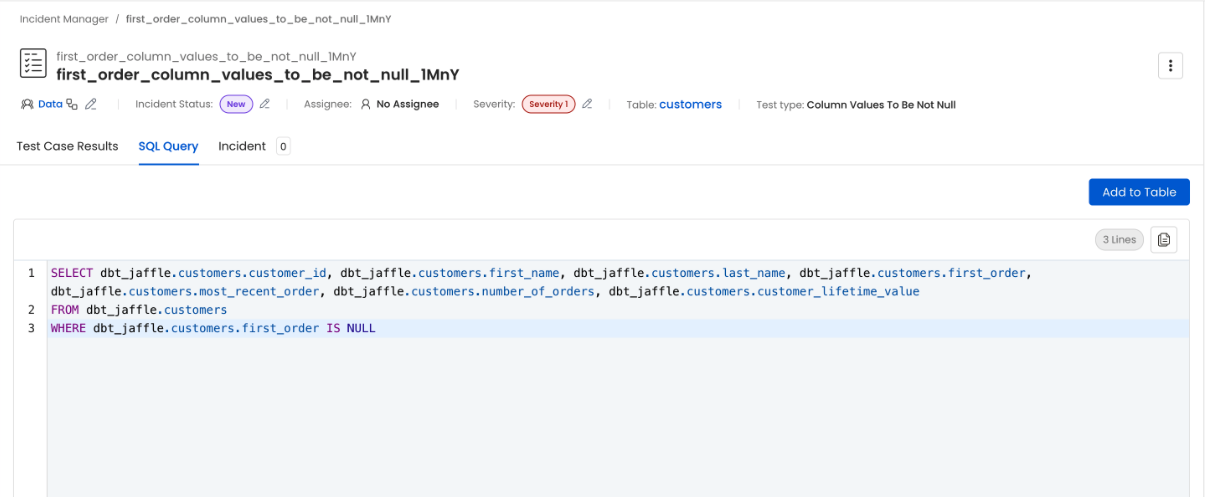 Incident Manager / first_order_column_values_to_be_not_null_1MnY
first_order_column_values_to_be_not_null_1MnY
first_order_column_values_to_be_not_null_1MnY
Data Incident Status: New Assignee: No Assignee Severity: Severity 1 Table: customers Test type: Column Values To Be Not Null
Test Case Results SQL Query Incident 0
Add to Table
3 Lines
1 SELECT dbt_jaffle.customers.customer_id, dbt_jaffle.customers.first_name, dbt_jaffle.customers.last_name, dbt_jaffle.customers.first_order,
dbt_jaffle.customers.most_recent_order, dbt_jaffle.customers.number_of_orders, dbt_jaffle.customers.customer_lifetime_value
2 FROM dbt_jaffle.customers
3 WHERE dbt_jaffle.customers.first_order IS NULL